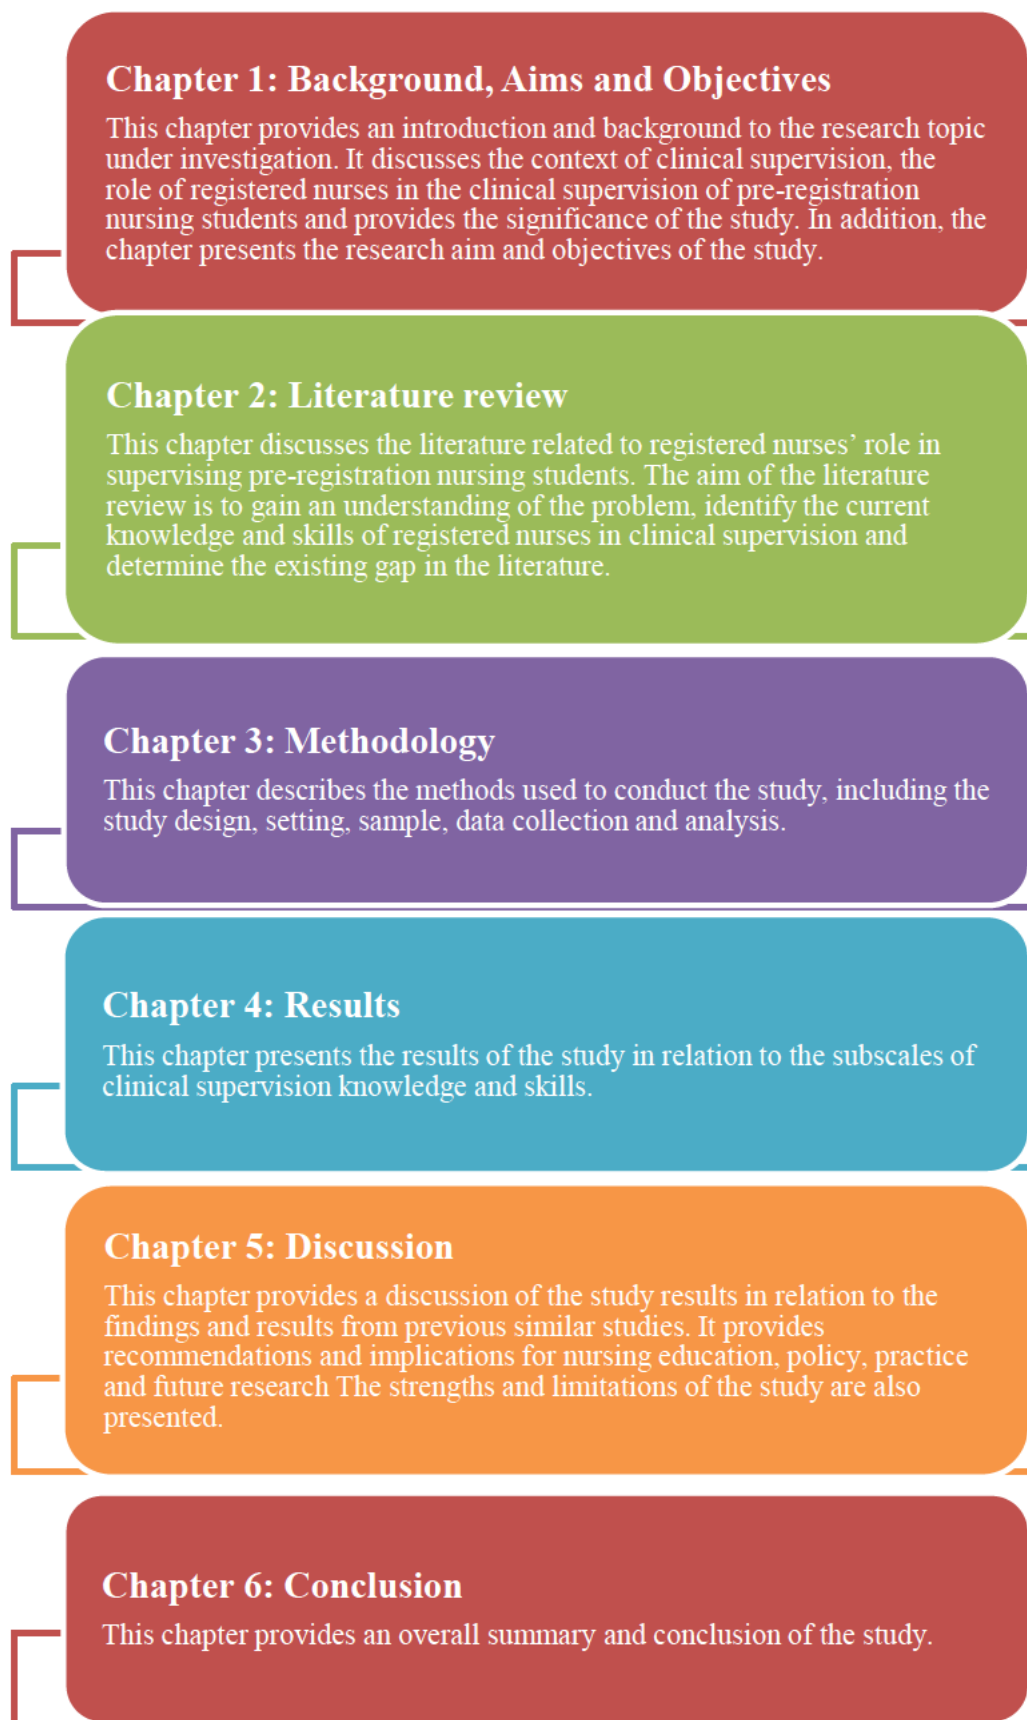 Chapter 1: Background, Aims and Objectives
This chapter provides an introduction and background to the research topic
under investigation. It discusses the context of clinical supervision, the
role of registered nurses in the clinical supervision of pre-registration
nursing students and provides the significance of the study. In addition, the
chapter presents the research aim and objectives of the study.
Chapter 2: Literature review
This chapter discusses the literature related to registered nurses’ role in
supervising pre-registration nursing students. The aim of the literature
review is to gain an understanding of the problem, identify the current
knowledge and skills of registered nurses in clinical supervision and
determine the existing gap in the literature.
Chapter 3: Methodology
This chapter describes the methods used to conduct the study, including the
study design, setting, sample, data collection and analysis.
Chapter 4: Results
This chapter presents the results of the study in relation to the subscales of
clinical supervision knowledge and skills.
Chapter 5: Discussion
This chapter provides a discussion of the study results in relation to the
findings and results from previous similar studies. It provides
recommendations and implications for nursing education, policy, practice
and future research The strengths and limitations of the study are also
presented.
Chapter 6: Conclusion
This chapter provides an overall summary and conclusion of the study.